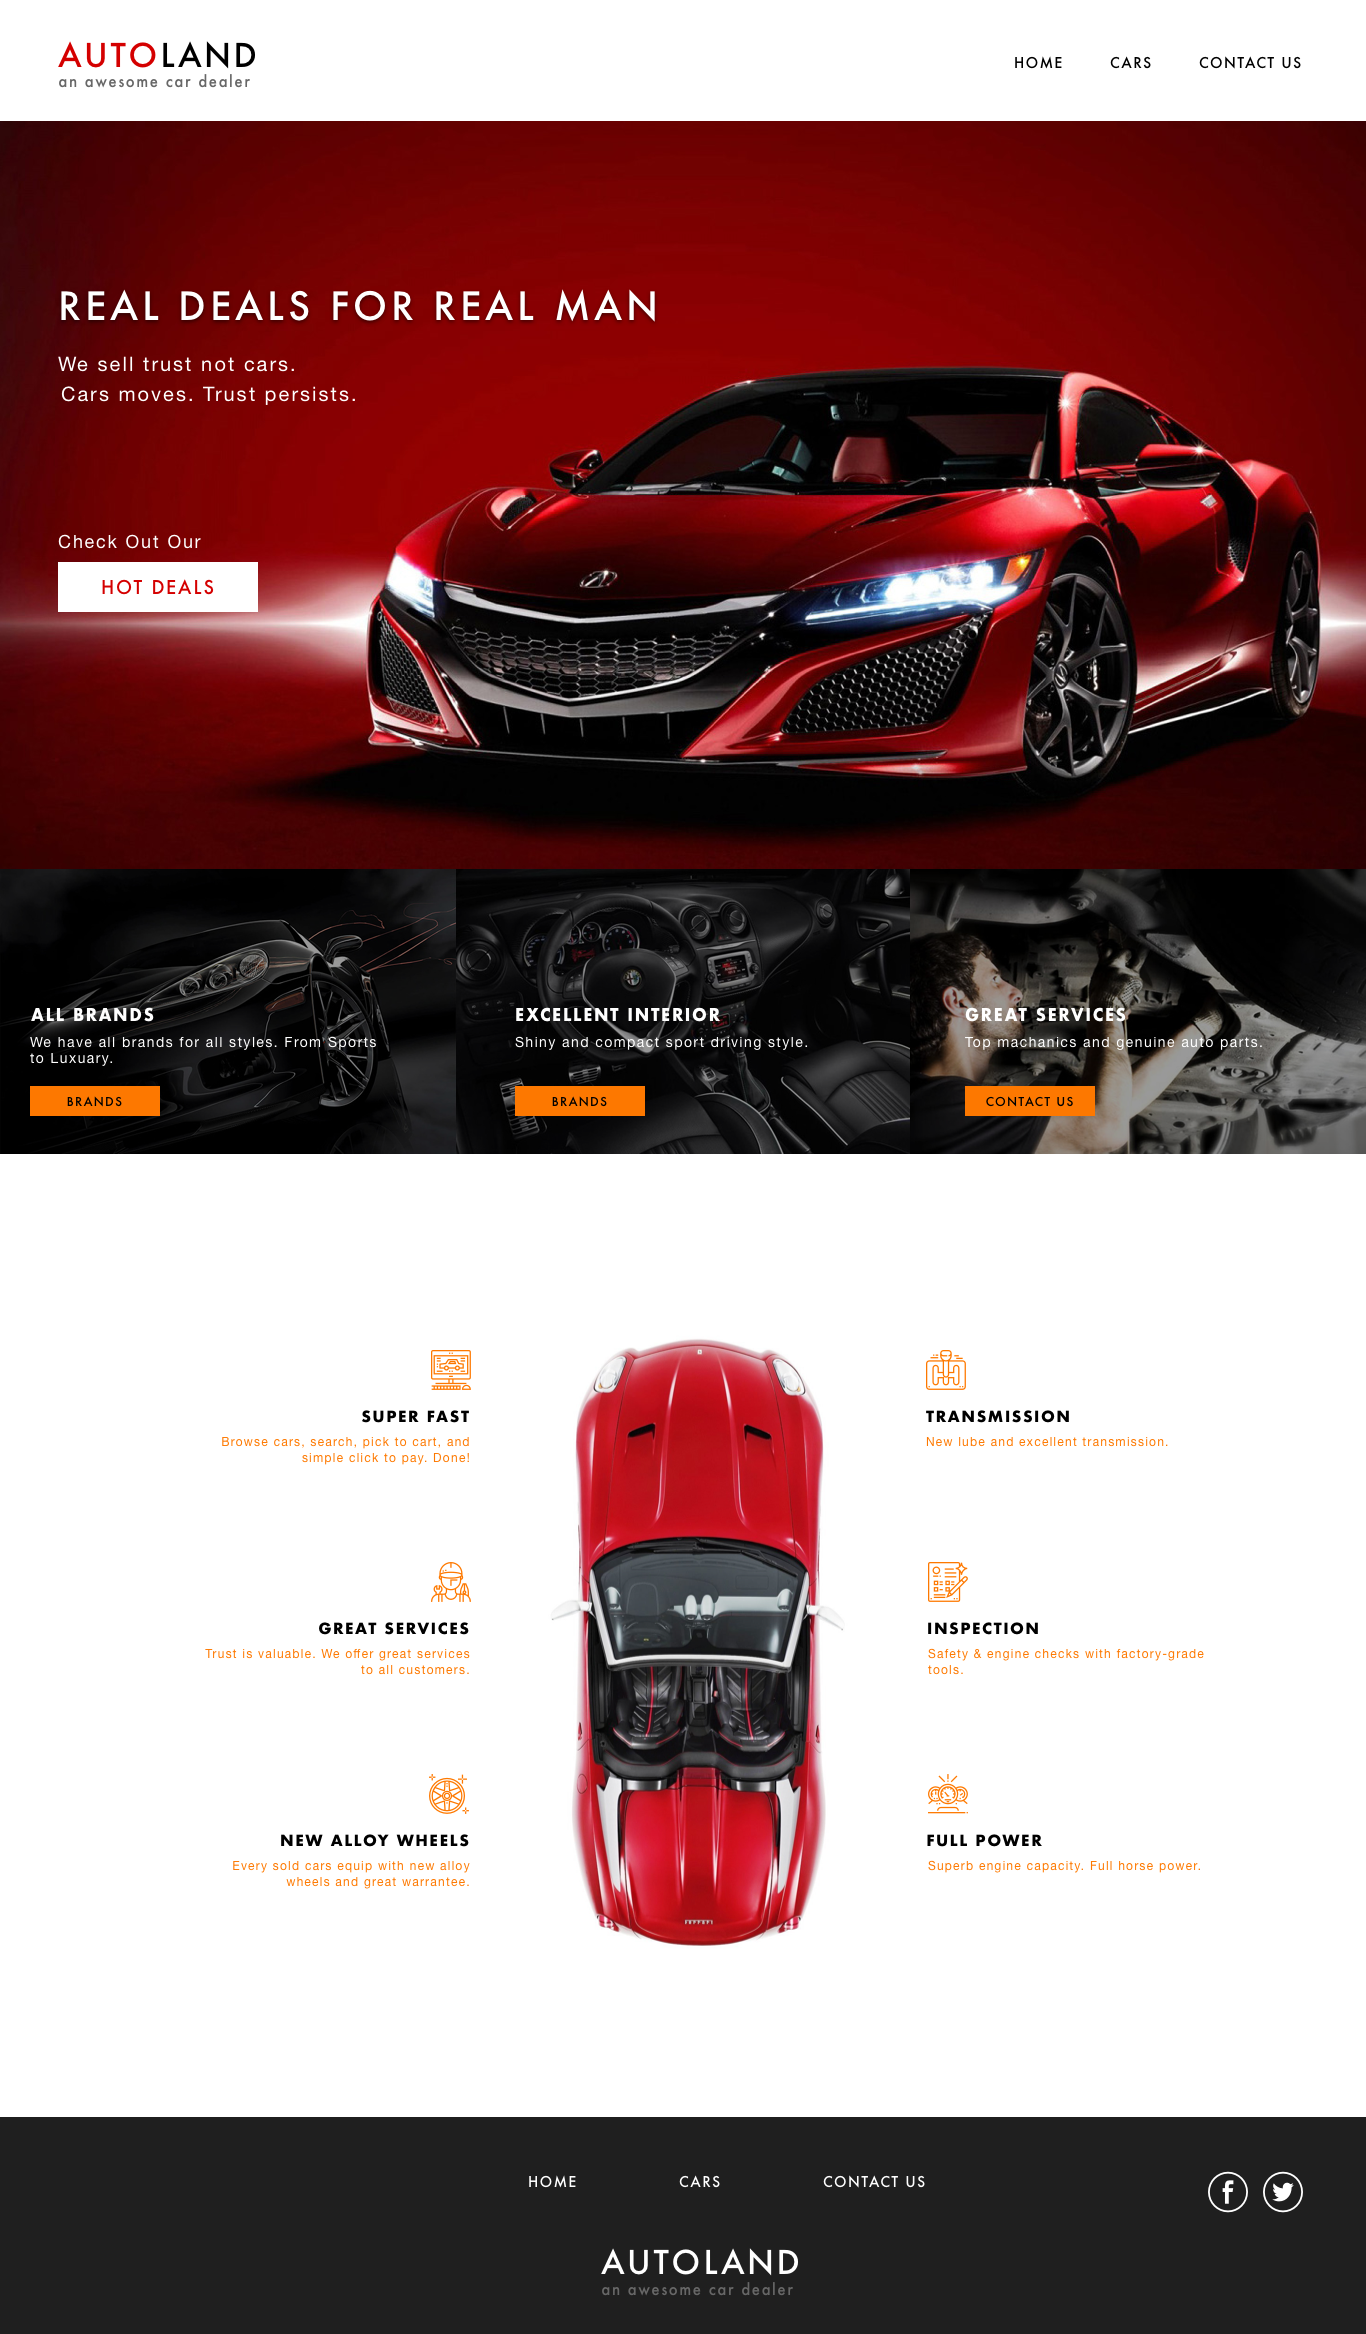 AUTOLAND
an awesome car dealer
HOME
CARS
CONTACT US
REAL DEALS FOR REAL MAN
We sell trust not cars.
Cars moves. Trust persists.
Check Out Our
HOT DEALS
ALL BRANDS
We have all brands for all styles. From Sports
to Luxuary.
BRANDS
EXCELLENT INTERIOR
Shiny and compact sport driving style.
BRANDS
GREAT SERVICES
Top machanics and genuine auto parts.
CONTACT US
SUPER FAST
Browse cars, search, pick to cart, and
simple click to pay. Done!
TRANSMISSION
New lube and excellent transmission.
GREAT SERVICES
Trust is valuable. We offer great services
to all customers.
INSPECTION
Safety & engine checks with factory-grade
tools.
NEW ALLOY WHEELS
Every sold cars equip with new alloy
wheels and great warrantee.
FULL POWER
Superb engine capacity. Full horse power.
HOME
CARS
CONTACT US
AUTOLAND
an awesome car dealer